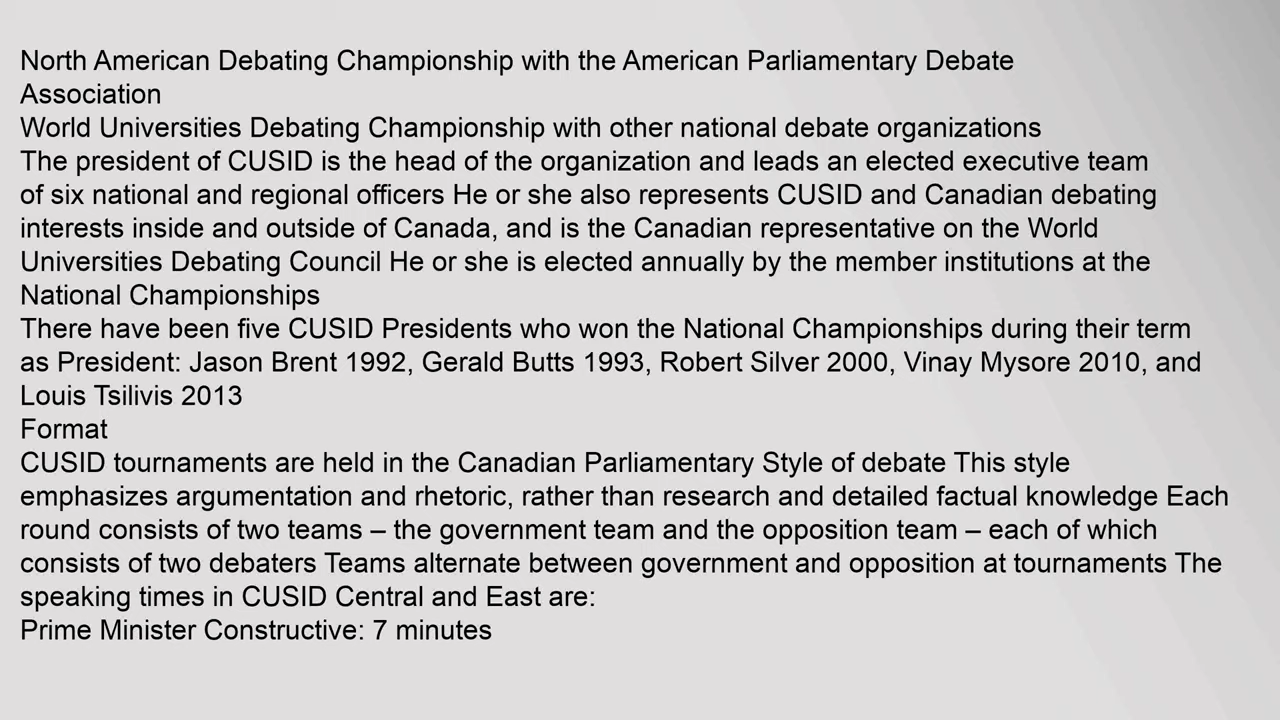 North American Debating Championship with the American Parliamentary Debate
Association
World Universities Debating Championship with other national debate organizations
The president of CUSID is the head of the organization and leads an elected executive team
of six national and regional officers He or she also represents CUSID and Canadian debating
interests inside and outside of Canada, and is the Canadian representative on the World
Universities Debating Council He or she is elected annually by the member institutions at the
National Championships
There have been five CUSID Presidents who won the National Championships during their term
as President: Jason Brent 1992, Gerald Butts 1993, Robert Silver 2000, Vinay Mysore 2010, and
Louis Tsilivis 2013
Format
CUSID tournaments are held in the Canadian Parliamentary Style of debate This style
emphasizes argumentation and rhetoric, rather than research and detailed factual knowledge Each
round consists of two teams – the government team and the opposition team – each of which
consists of two debaters Teams alternate between government and opposition at tournaments The
speaking times in CUSID Central and East are:
Prime Minister Constructive: 7 minutes